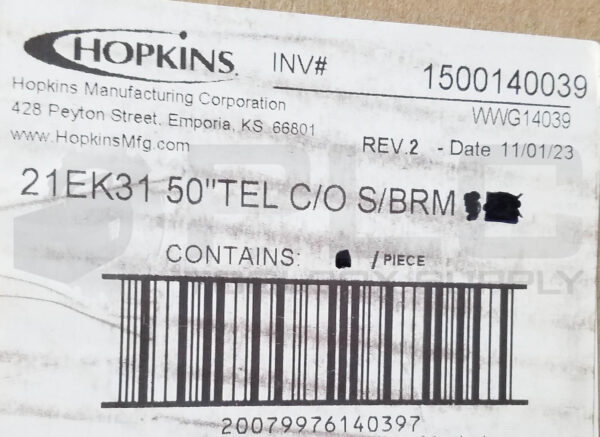 HOPKINS
INV# 1500140039
Hopkins Manufacturing Corporation
WWG14039
428 Peyton Street, Emporia, KS 66801
www.HopkinsMfg.com
REV.2 - Date 11/01/23
21EK31 50"TEL C/O S/BRM
CONTAINS: / PIECE
20079976140397